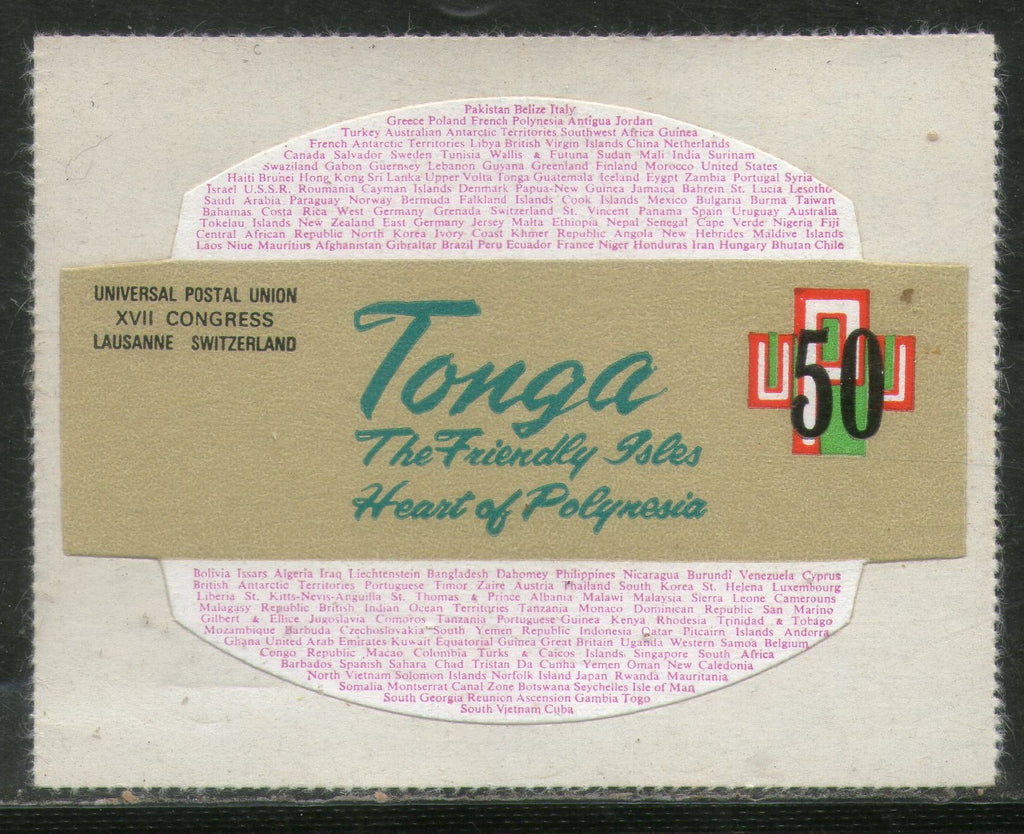 Pakistan Belize Italy
Greece Poland French Polynesia Antigua Jordan
Turkey Australian Antarctic Territories Southwest Africa Guinea
French Antarctic Territories Libya British Virgin Islands China Netherlands
Canada Salvador Sweden Tunisia Wallis & Futuna Sudan Mali India Surinam
Swaziland Gabon Guernsey Lebanon Guyana Greenland Finland Morocco United States
Haiti Brunei Hong Kong Sri Lanka Upper Volta Tonga Guatemala Iceland Eygpt Zambia Portugal Syria
Israel U.S.S.R. Roumania Cayman Islands Denmark Papua-New Guinea Jamaica Bahrein St. Lucia Lesotho
Saudi Arabia Paraguay Norway Bermuda Falkland Islands Cook Islands Mexico Bulgaria Burma Taiwan
Bahamas Costa Rica West Germany Grenada Switzerland St. Vincent Panama Spain Uruguay Australia
Tokelau Islands New Zealand East Germany Jersey Malta Ethiopia Nepal Senegal Cape Verde Nigeria Fiji
Central African Republic North Korea Ivory Coast Khmer Republic Angola New Hebrides Maldive Islands
Laos Niue Mauritius Afghanistan Gibraltar Brazil Peru Ecuador France Niger Honduras Iran Hungary Bhutan Chile
UNIVERSAL POSTAL UNION
XVII CONGRESS
LAUSANNE SWITZERLAND
Tonga
The Friendly Isles
Heart of Polynesia
UPU
50
Bolivia Issars Algeria Iraq Liechtenstein Bangladesh Dahomey Philippines Nicaragua Burundi Venezuela Cyprus
British Antarctic Territories Portuguese Timor Zaire Austria Thailand South Korea St. Helena Luxembourg
Liberia St. Kitts-Nevis-Anguilla St. Thomas & Prince Albania Malawi Malaysia Sierra Leone Camerouns
Malagasy Republic British Indian Ocean Territories Tanzania Monaco Dominican Republic San Marino
Gilbert & Ellice Jugoslavia Comoros Tanzania Portuguese Guinea Kenya Rhodesia Trinidad & Tobago
Mozambique Barbuda Czechoslovakia South Yemen Republic Indonesia Qatar Pitcairn Islands Andorra
Ghana United Arab Emirates Kuwait Equatorial Guinea Great Britain Uganda Western Samoa Belgium
Congo Republic Macao Colombia Turks & Caicos Islands Singapore South Africa
Barbados Spanish Sahara Chad Tristan Da Cunha Yemen Oman New Caledonia
North Vietnam Solomon Islands Norfolk Island Japan Rwanda Mauritania
Somalia Montserrat Canal Zone Botswana Seychelles Isle of Man
South Georgia Reunion Ascension Gambia Togo
South Vietnam Cuba